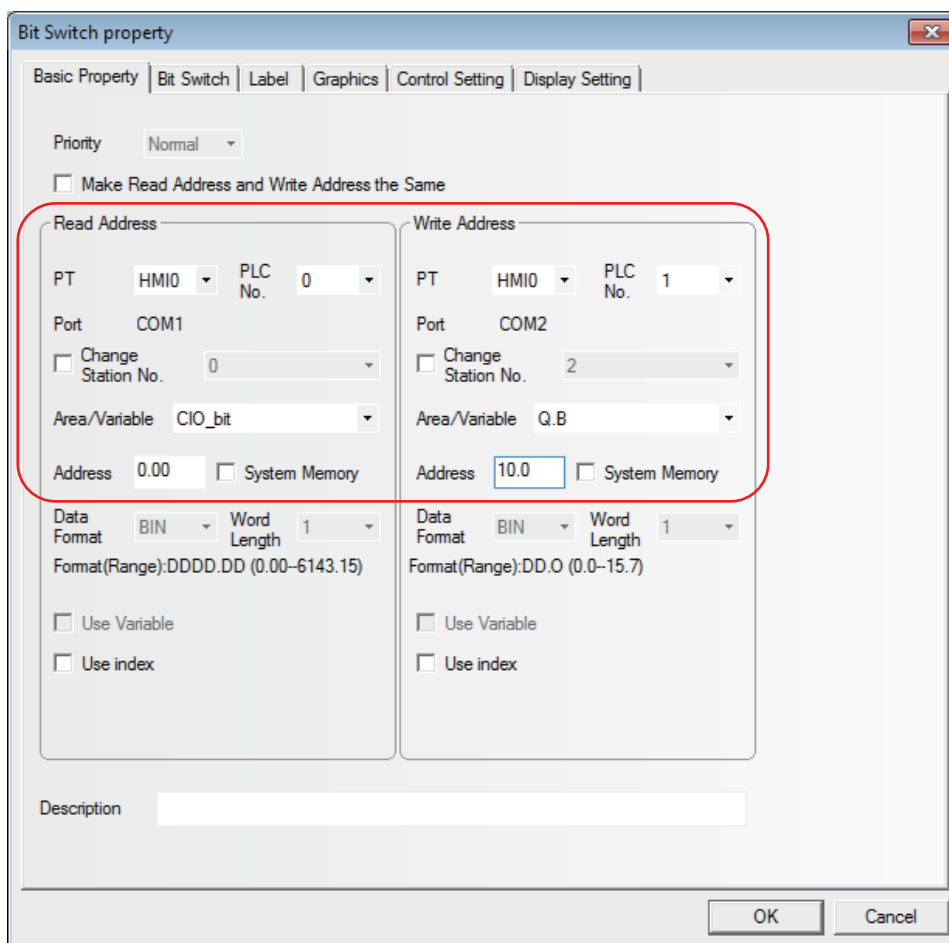 Bit Switch property
Basic Property Bit Switch Label Graphics Control Setting Display Setting
Priority Normal
Make Read Address and Write Address the Same
Read Address
PT HMI0 PLC No. 0
Port COM1
Change Station No. 0
Area/Variable CIO_bit
Address 0.00 System Memory
Data Format BIN Word Length 1
Format(Range):DDDD.DD (0.00--6143.15)
Use Variable
Use index
Write Address
PT HMI0 PLC No. 1
Port COM2
Change Station No. 2
Area/Variable Q.B
Address 10.0 System Memory
Data Format BIN Word Length 1
Format(Range):DD.O (0.0--15.7)
Use Variable
Use index
Description
OK Cancel